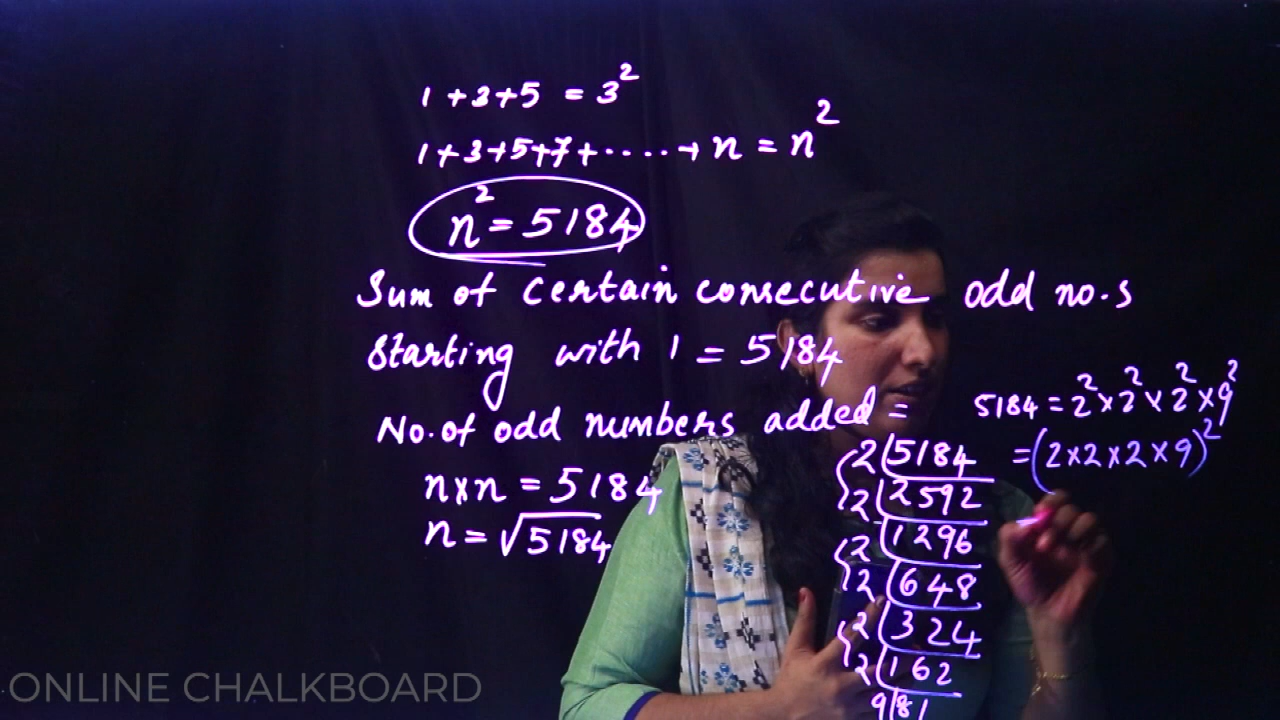 1+3+5 = 3²
1+3+5+7+.....+n = n²
n² = 5184
Sum of certain consecutive odd no.s
Starting with 1 = 5184
No. of odd numbers added =
n×n = 5184
n = √5184
5184 = 2²×2²×2²×9²
= (2×2×2×9)²
2 5184
2 2592
2 1296
2 648
2 324
2 162
9 81
ONLINE CHALKBOARD